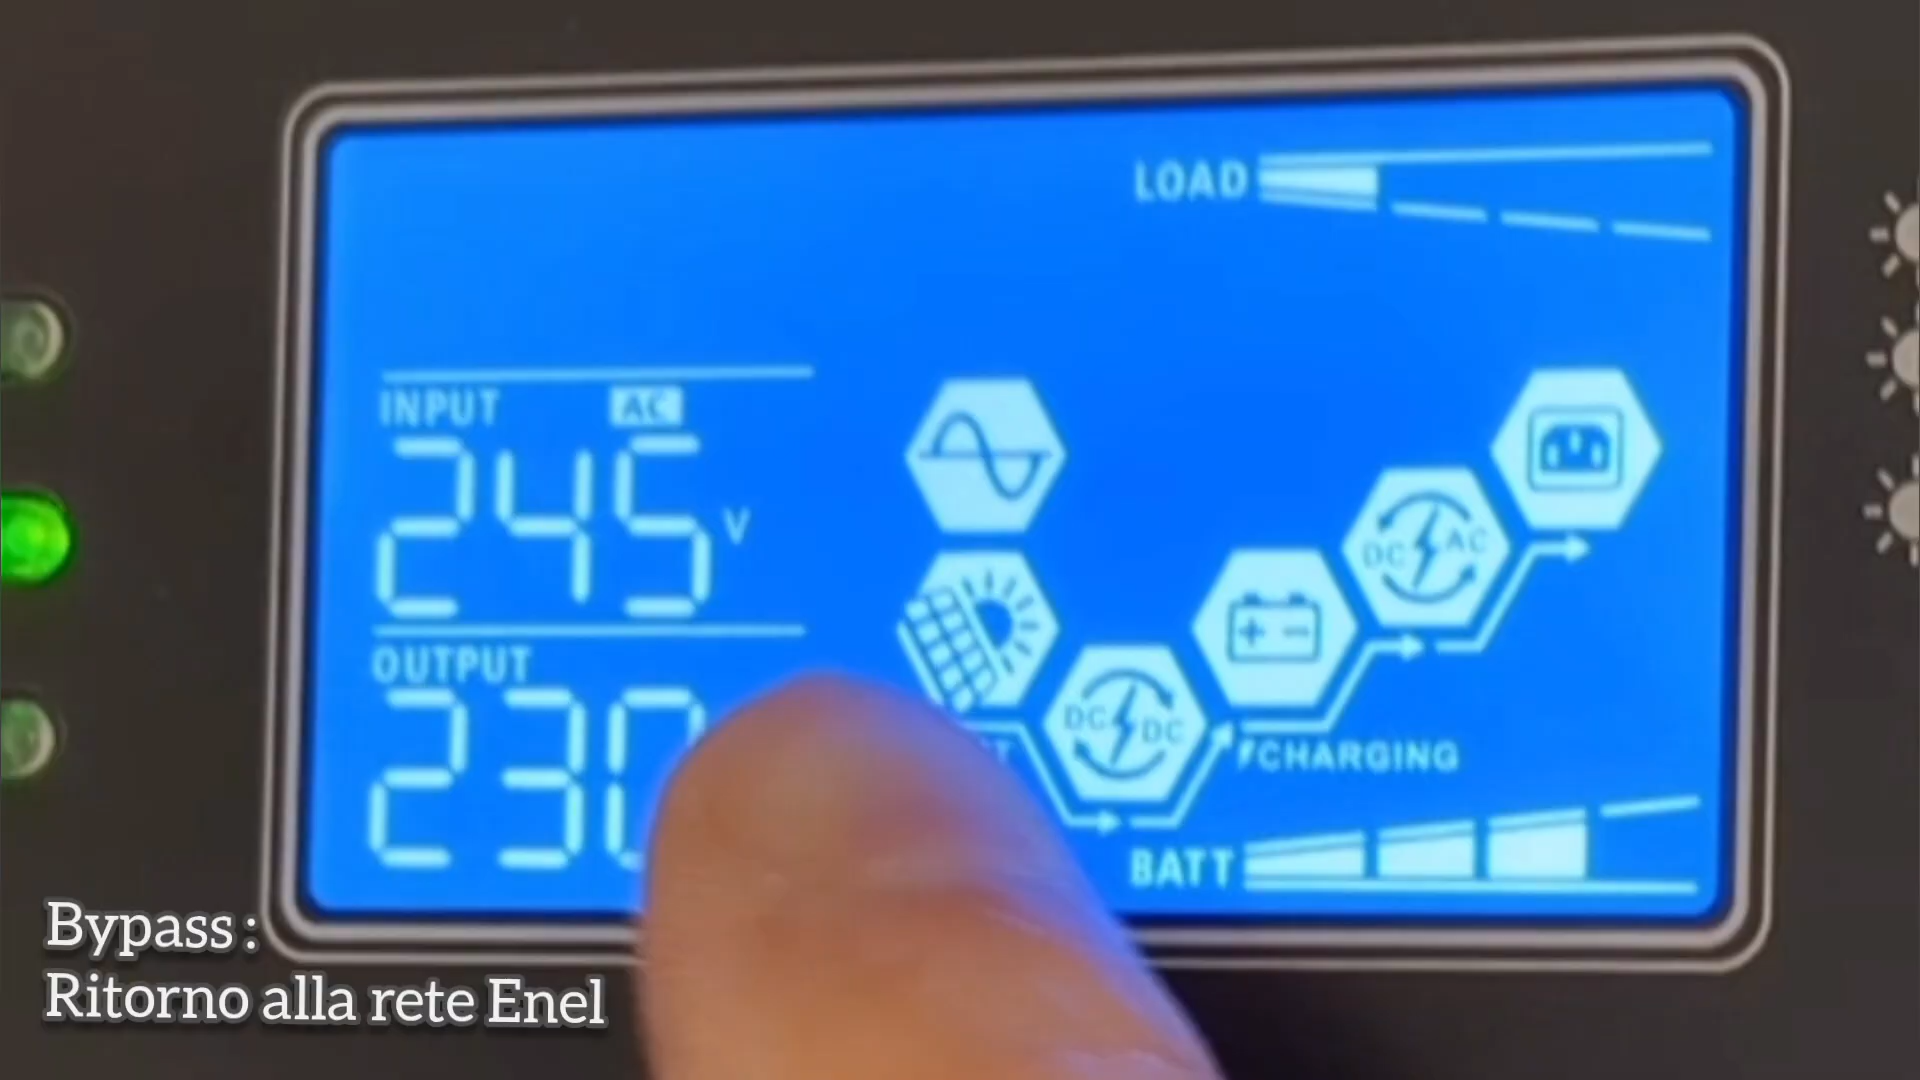 LOAD
INPUT AC
245 V
OUTPUT
230
DC AC
DC DC
CHARGING
BATT
Bypass:
Ritorno alla rete Enel